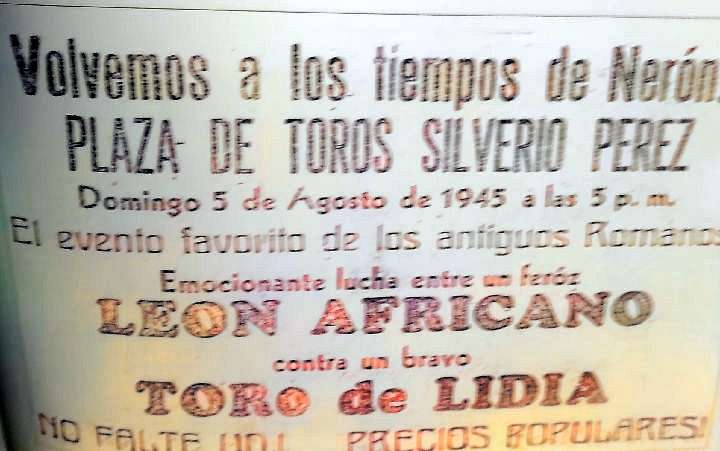 Volvemos a los tiempos de Nerón
PLAZA DE TOROS SILVERIO PEREZ
Domingo 5 de Agosto de 1945 a las 5 p. m.
El evento favorito de los antiguos Romanos
Emocionante lucha entre un feróz
LEON AFRICANO
contra un bravo
TORO de LIDIA
NO FALTE UD.! PRECIOS POPULARES!